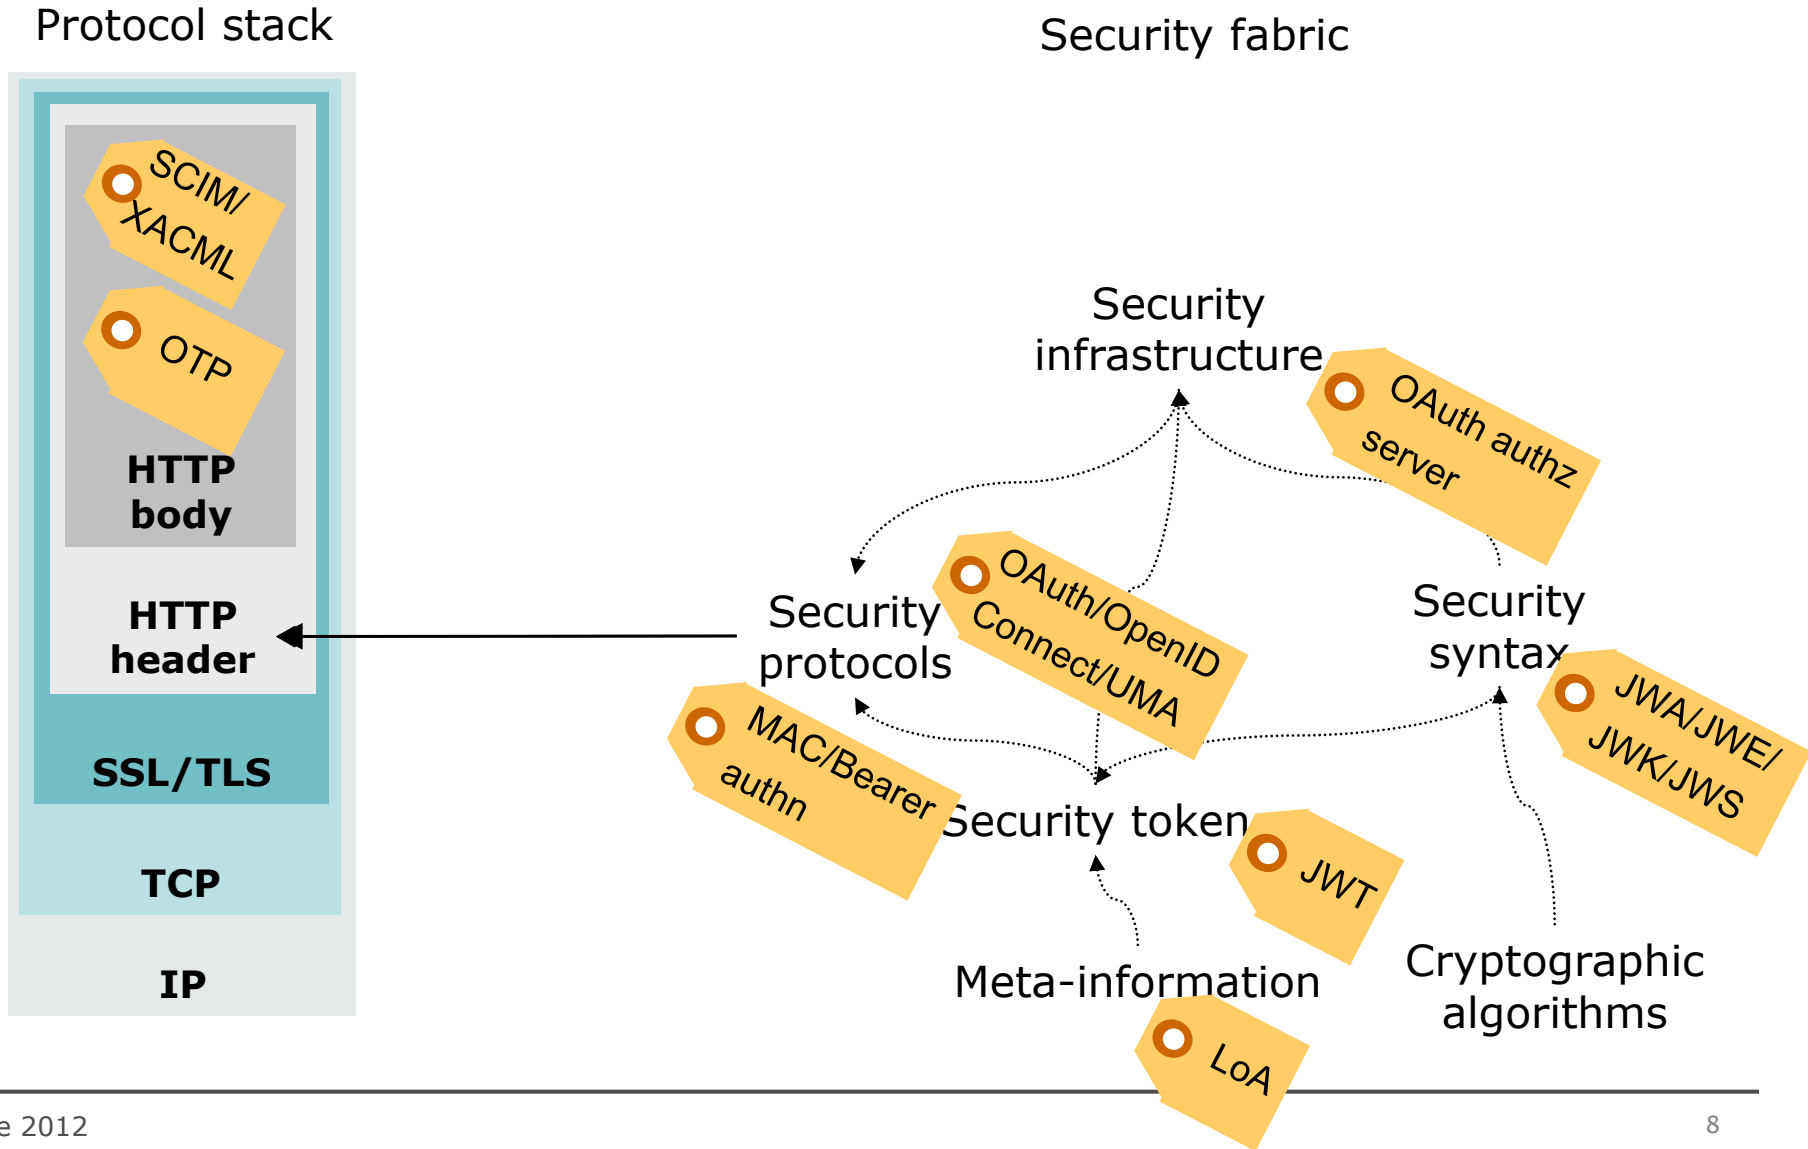 Protocol stack
Security fabric
SCIM/
XACML
OTP
HTTP
body
HTTP
header
SSL/TLS
TCP
IP
Security
infrastructure
OAuth authz
server
Security
protocols
OAuth/OpenID
Connect/UMA
MAC/Bearer
authn
Security
syntax
JWA/JWE/
JWK/JWS
Security token
JWT
Meta-information
LoA
Cryptographic
algorithms
e 2012
8